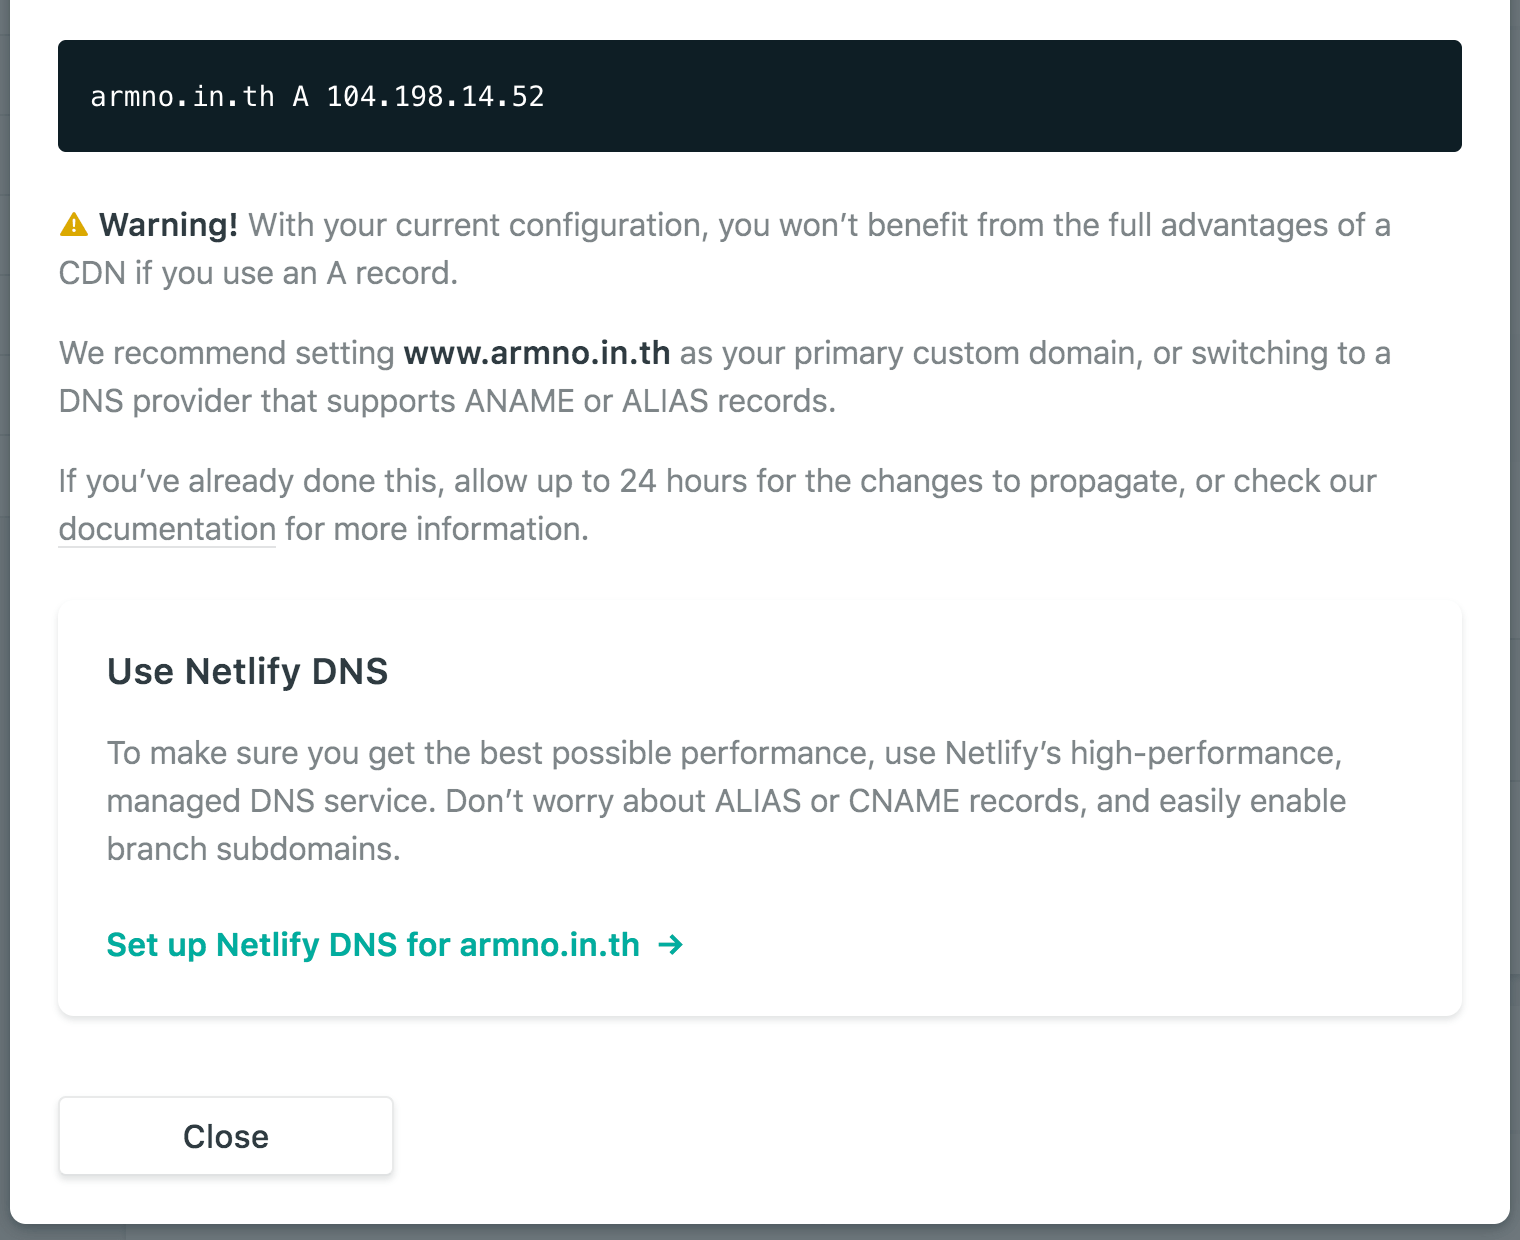 armno.in.th A 104.198.14.52
Warning! With your current configuration, you won’t benefit from the full advantages of a
CDN if you use an A record.
We recommend setting www.armno.in.th as your primary custom domain, or switching to a
DNS provider that supports ANAME or ALIAS records.
If you’ve already done this, allow up to 24 hours for the changes to propagate, or check our
documentation for more information.
Use Netlify DNS
To make sure you get the best possible performance, use Netlify’s high-performance,
managed DNS service. Don’t worry about ALIAS or CNAME records, and easily enable
branch subdomains.
Set up Netlify DNS for armno.in.th →
Close